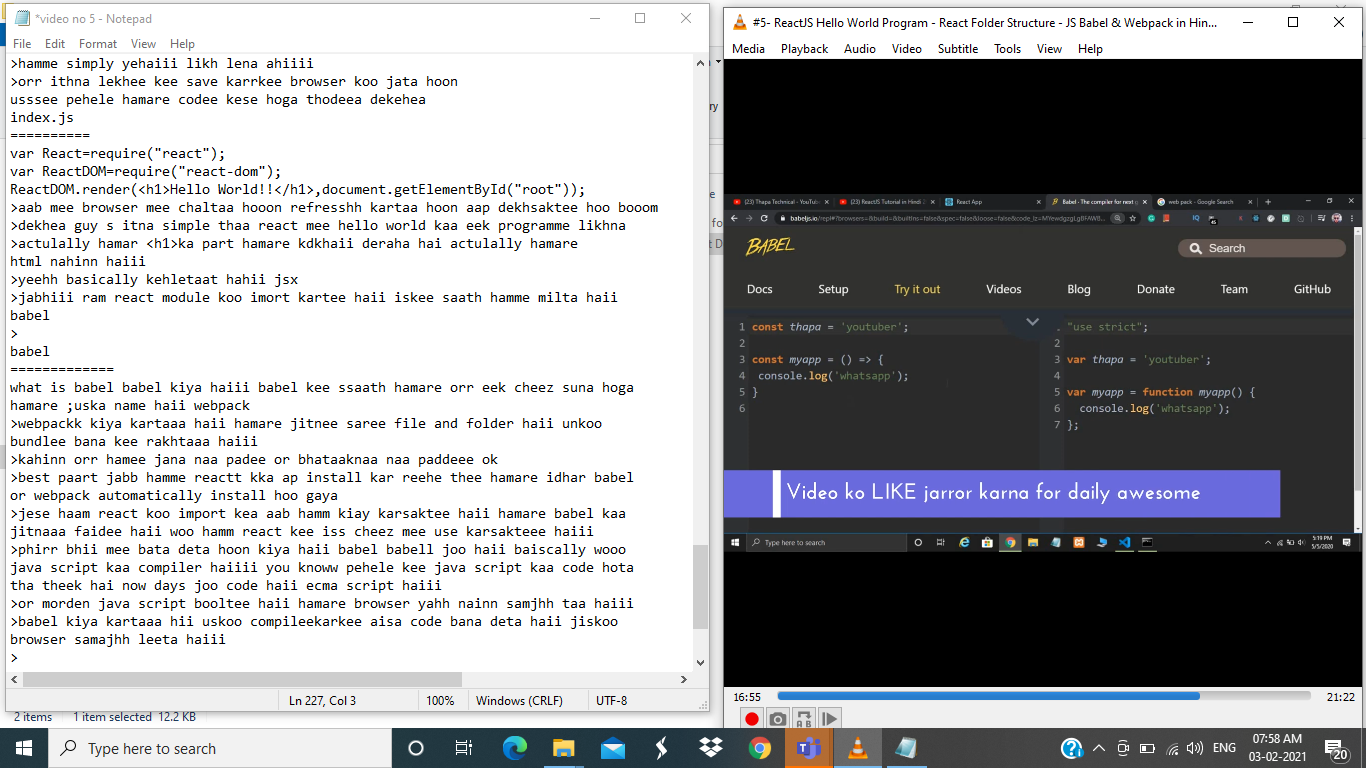 *video no 5 - Notepad
File Edit Format View Help
>hamme simply yehaiii likh lena ahiiii
>orr ithna lekhee kee save karrkee browser koo jata hoon
usssee pehele hamare codee kese hoga thodeea dekehea
index.js
==========
var React=require("react");
var ReactDOM=require("react-dom");
ReactDOM.render(<h1>Hello World!!</h1>,document.getElementById("root"));
>aab mee browser mee chaltaa hooon refresshh kartaa hoon aap dekhsaktee hoo booom
>dekhea guy s itna simple thaa react mee hello world kaa eek programme likhna
>actulally hamar <h1>ka part hamare kdkhaii deraha hai actulally hamare
html nahinn haiii
>yeehh basically kehletaat hahii jsx
>jabhiii ram react module koo imort kartee haii iskee saath hamme milta haii
babel
>
babel
=============
what is babel babel kiya haiii babel kee ssaath hamare orr eek cheez suna hoga
hamare ;uska name haii webpack
>webpackk kiya kartaaa haii hamare jitnee saree file and folder haii unkoo
bundlee bana kee rakhtaaa haiii
>kahinn orr hamee jana naa padee or bhataaknaa naa paddeee ok
>best paart jabb hamme reactt kka ap install kar reehe thee hamare idhar babel
or webpack automatically install hoo gaya
>jese haam react koo import kea aab hamm kiay karsaktee haii hamare babel kaa
jitnaaa faidee haii woo hamm react kee iss cheez mee use karsakteee haiii
>phirr bhii mee bata deta hoon kiya haii babel babell joo haii baiscally wooo
java script kaa compiler haiiii you knoww pehele kee java script kaa code hota
tha theek hai now days joo code haii ecma script haiii
>or morden java script booltee haii hamare browser yahh nainn samjhh taa haiii
>babel kiya kartaaa hii uskoo compileekarkee aisa code bana deta haii jiskoo
browser samajhh leeta haiii
>
Ln 227, Col 3 100% Windows (CRLF) UTF-8
2 items 1 item selected 12.2 KB
#5- ReactJS Hello World Program - React Folder Structure - JS Babel & Webpack in Hin...
Media Playback Audio Video Subtitle Tools View Help
(23) Thapa Technical - YouTube (23) ReactJS Tutorial in Hindi React App Babel - The compiler for next g web pack - Google Search
BABEL
Search
Docs Setup Try it out Videos Blog Donate Team GitHub
1 const thapa = 'youtuber';
2
3 const myapp = () => {
4 console.log('whatsapp');
5 }
6
"use strict";
2
3 var thapa = 'youtuber';
4
5 var myapp = function myapp() {
6 console.log('whatsapp');
7 };
Video ko LIKE jarror karna for daily awesome
Type here to search
5:19 PM
5/5/2020
16:55 21:22
Type here to search
ENG
07:58 AM
03-02-2021
20